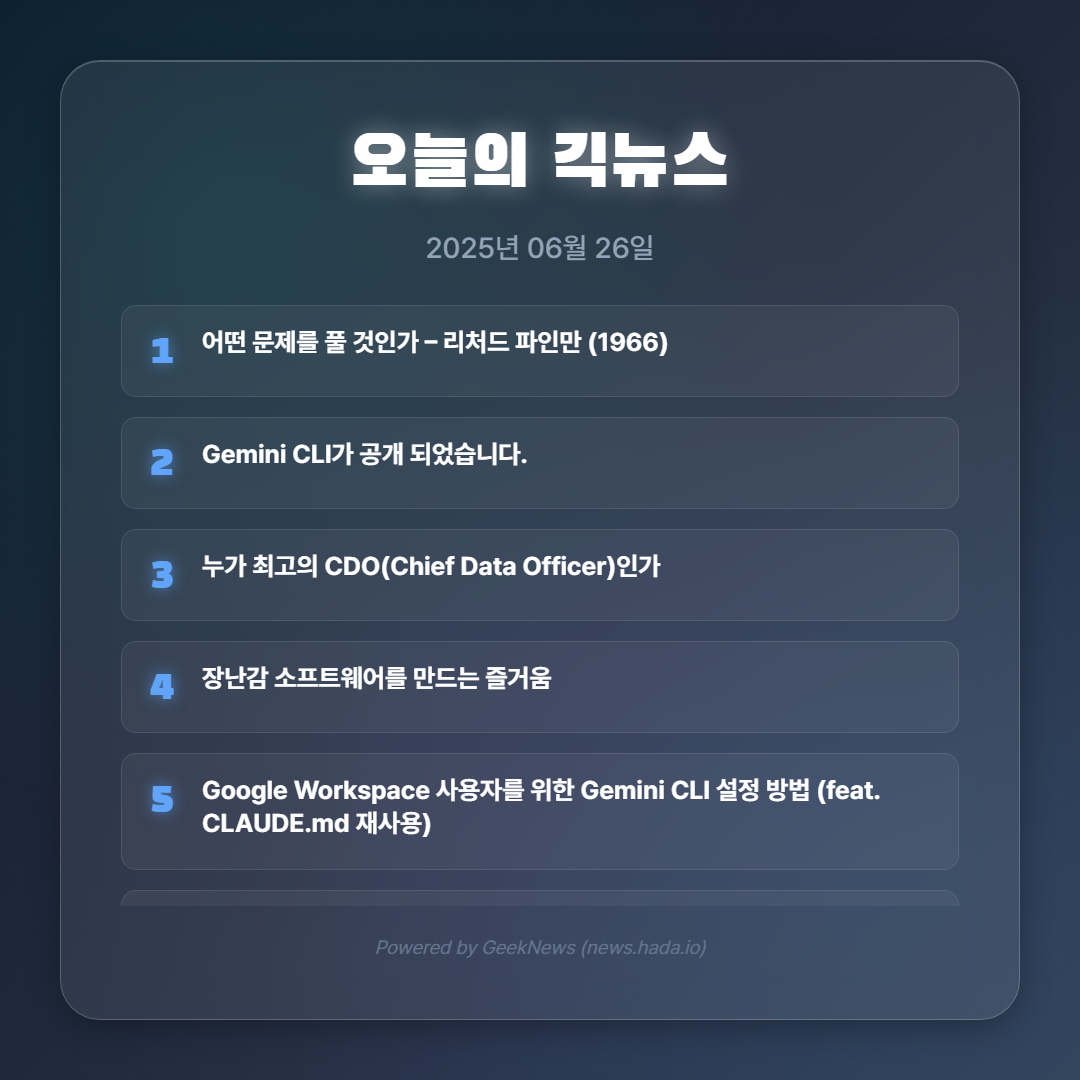 오늘의 긱뉴스
2025년 06월 26일
1
어떤 문제를 풀 것인가 – 리처드 파인만 (1966)
2
Gemini CLI가 공개 되었습니다.
3
누가 최고의 CDO(Chief Data Officer)인가
4
장난감 소프트웨어를 만드는 즐거움
5
Google Workspace 사용자를 위한 Gemini CLI 설정 방법 (feat.
CLAUDE.md 재사용)
Powered by GeekNews (news.hada.io)